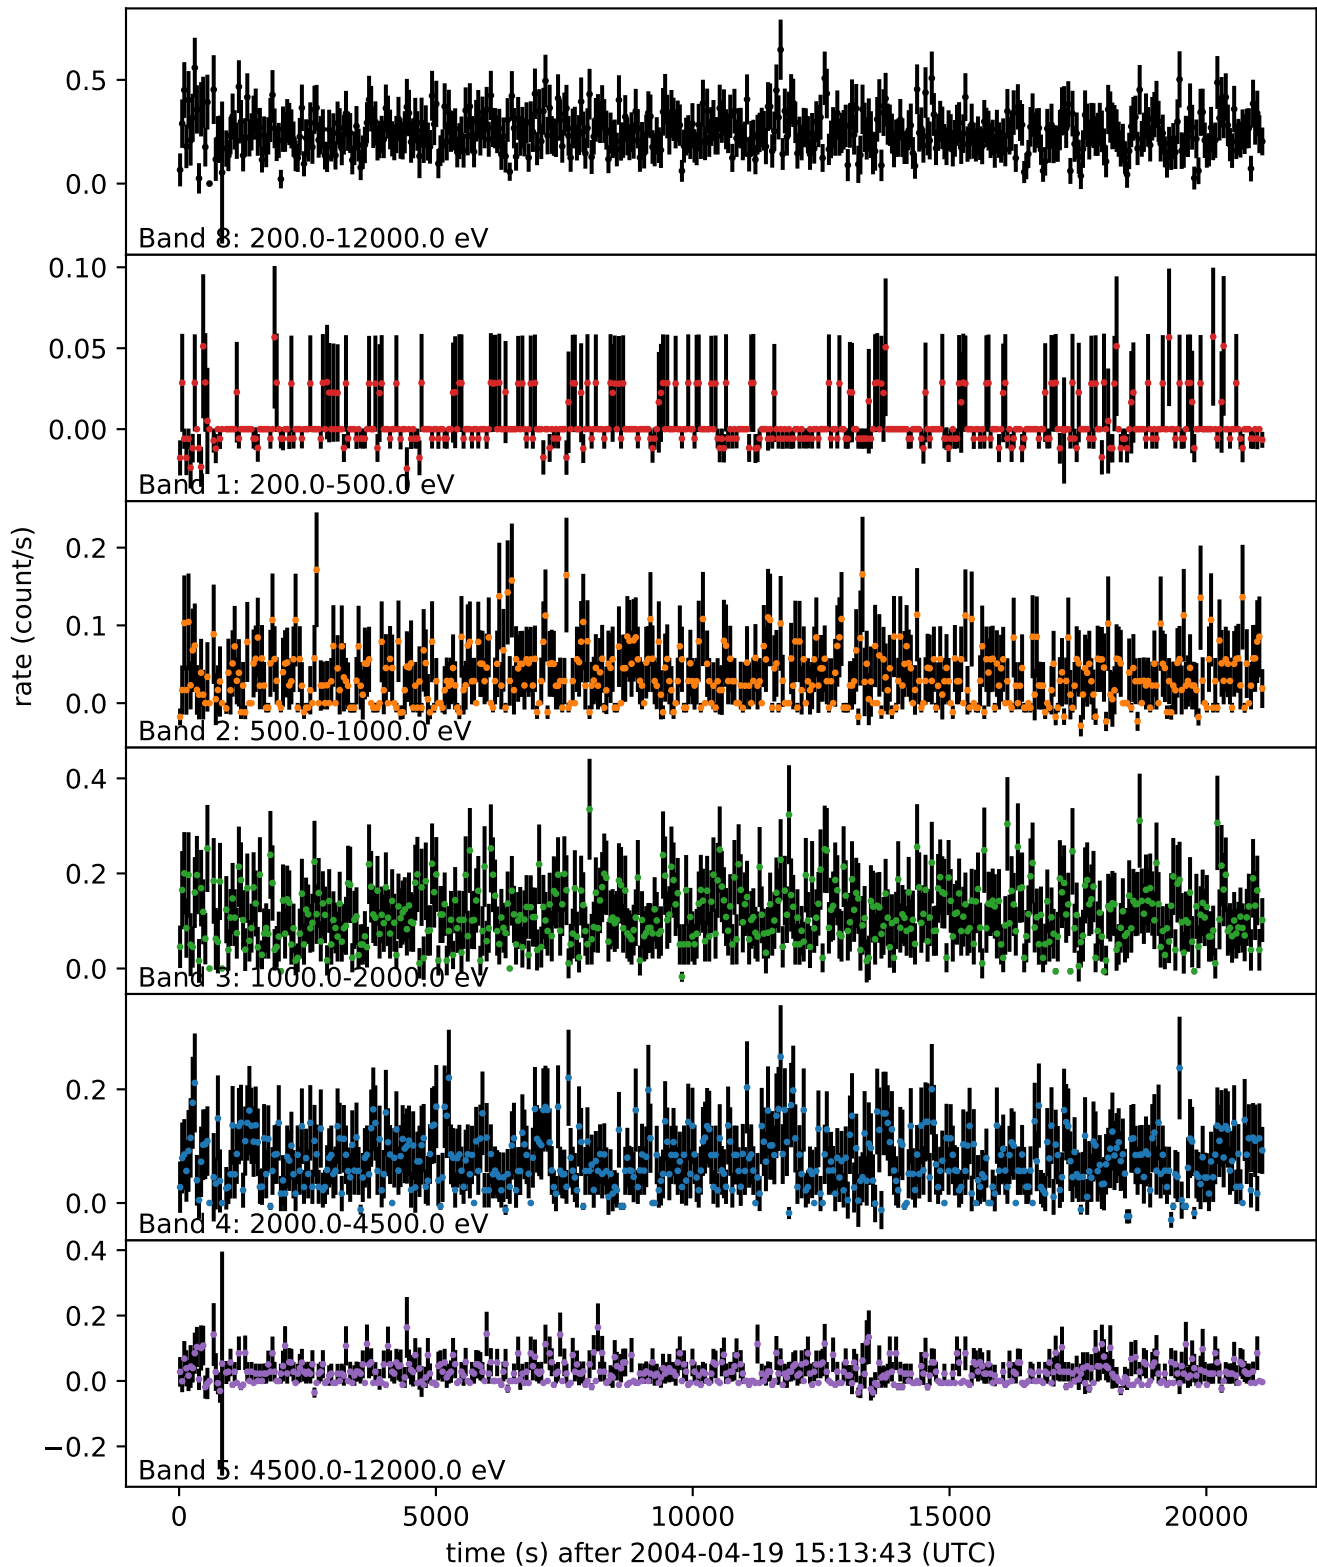 0.5
0.0
Band 8: 200.0-12000.0 eV
0.10
0.05
0.00
Band 1: 200.0-500.0 eV
0.2
0.1
0.0
Band 2: 500.0-1000.0 eV
rate (count/s)
0.4
0.2
0.0
Band 3: 1000.0-2000.0 eV
0.2
0.0
Band 4: 2000.0-4500.0 eV
0.4
0.2
0.0
−0.2
Band 5: 4500.0-12000.0 eV
0 5000 10000 15000 20000
time (s) after 2004-04-19 15:13:43 (UTC)